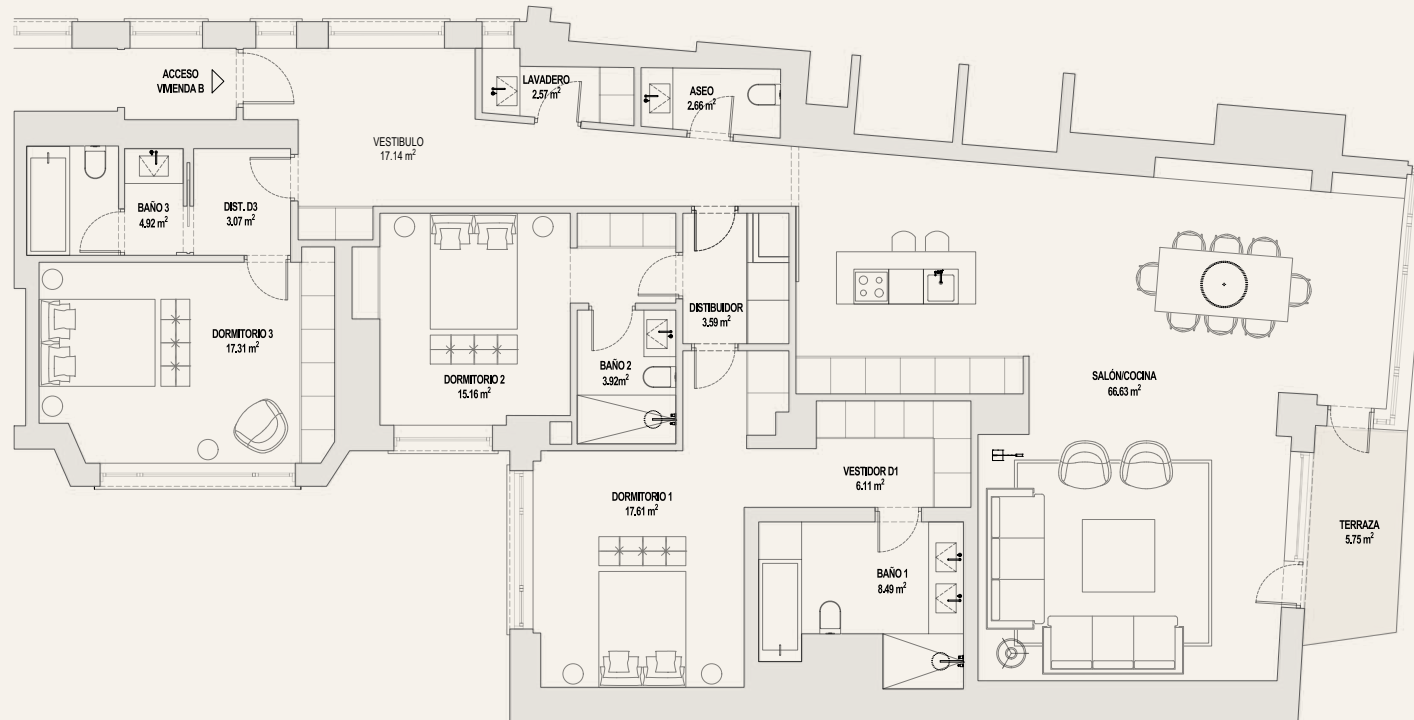 ACCESO
VIVIENDA B
LAVADERO
2.57 m²
ASEO
2.66 m²
VESTIBULO
17.14 m²
BAÑO 3
4.92 m²
DIST. D3
3.07 m²
DISTIBUIDOR
3.59 m²
DORMITORIO 3
17.31 m²
DORMITORIO 2
15.16 m²
BAÑO 2
3.92m²
SALÓN/COCINA
66.63 m²
VESTIDOR D1
6.11 m²
DORMITORIO 1
17.61 m²
TERRAZA
5.75 m²
BAÑO 1
8.49 m²